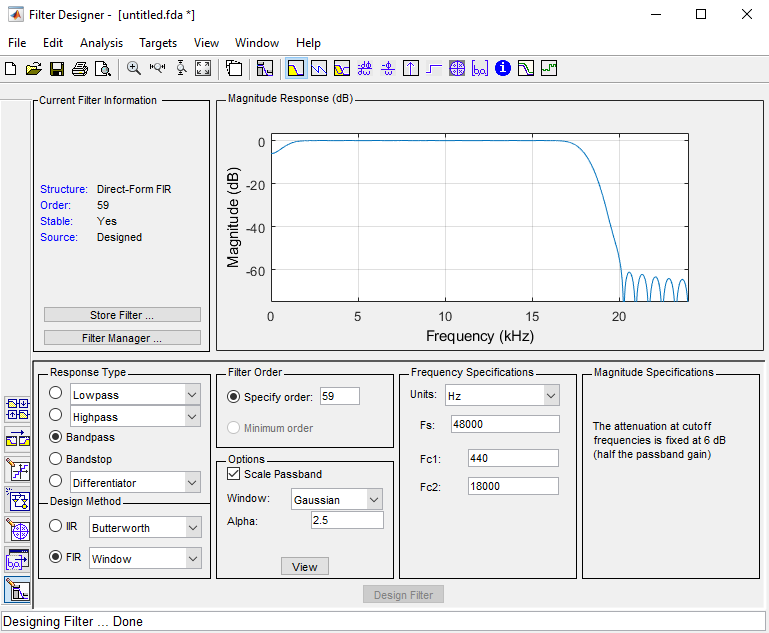 Filter Designer - [untitled.fda *]
File Edit Analysis Targets View Window Help
Current Filter Information
Structure: Direct-Form FIR
Order: 59
Stable: Yes
Source: Designed
Store Filter ...
Filter Manager ...
Magnitude Response (dB)
Magnitude (dB)
0
-20
-40
-60
0 5 10 15 20
Frequency (kHz)
Response Type
Lowpass
Highpass
Bandpass
Bandstop
Differentiator
Design Method
IIR Butterworth
FIR Window
Filter Order
Specify order: 59
Minimum order
Options
Scale Passband
Window: Gaussian
Alpha: 2.5
View
Frequency Specifications
Units: Hz
Fs: 48000
Fc1: 440
Fc2: 18000
Magnitude Specifications
The attenuation at cutoff
frequencies is fixed at 6 dB
(half the passband gain)
Design Filter
Designing Filter ... Done